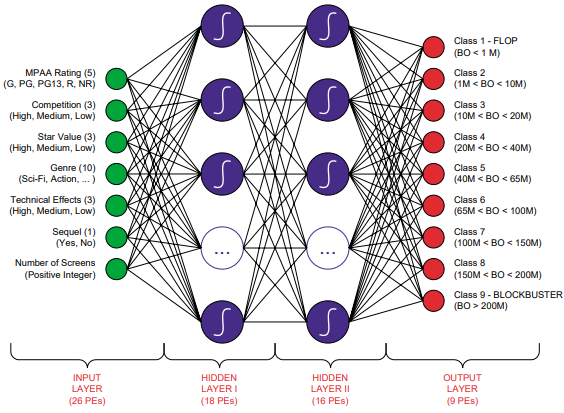 MPAA Rating (5)
(G, PG, PG13, R, NR)
Competition (3)
(High, Medium, Low)
Star Value (3)
(High, Medium, Low)
Genre (10)
(Sci-Fi, Action, ... )
Technical Effects (3)
(High, Medium, Low)
Sequel (1)
(Yes, No)
Number of Screens
(Positive Integer)
∫
∫
∫
...
∫
∫
∫
∫
...
∫
Class 1 - FLOP
(BO < 1 M)
Class 2
(1M < BO < 10M)
Class 3
(10M < BO < 20M)
Class 4
(20M < BO < 40M)
Class 5
(40M < BO < 65M)
Class 6
(65M < BO < 100M)
Class 7
(100M < BO < 150M)
Class 8
(150M < BO < 200M)
Class 9 - BLOCKBUSTER
(BO > 200M)
INPUT
LAYER
(26 PEs)
HIDDEN
LAYER I
(18 PEs)
HIDDEN
LAYER II
(16 PEs)
OUTPUT
LAYER
(9 PEs)